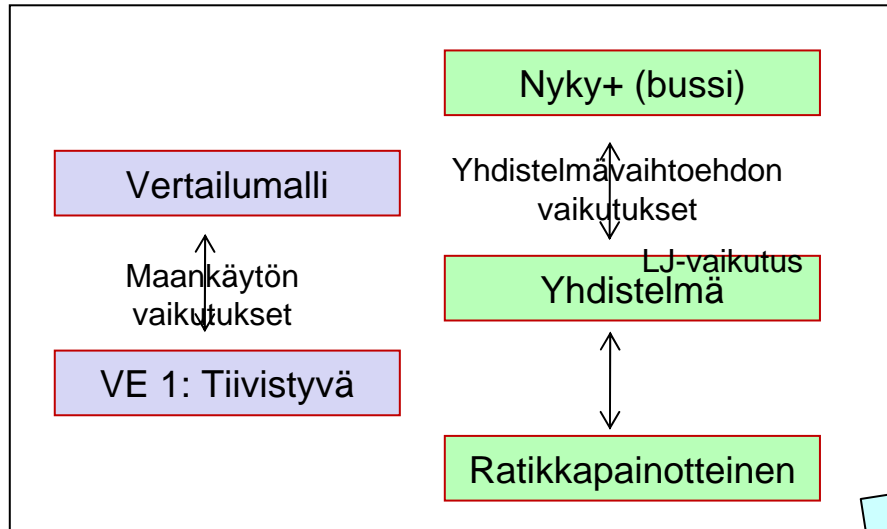 Nyky+ (bussi)
Vertailumalli
Yhdistelmävaihtoehdon
vaikutukset
Maankäytön
vaikutukset
LJ-vaikutus
Yhdistelmä
VE 1: Tiivistyvä
Ratikkapainotteinen